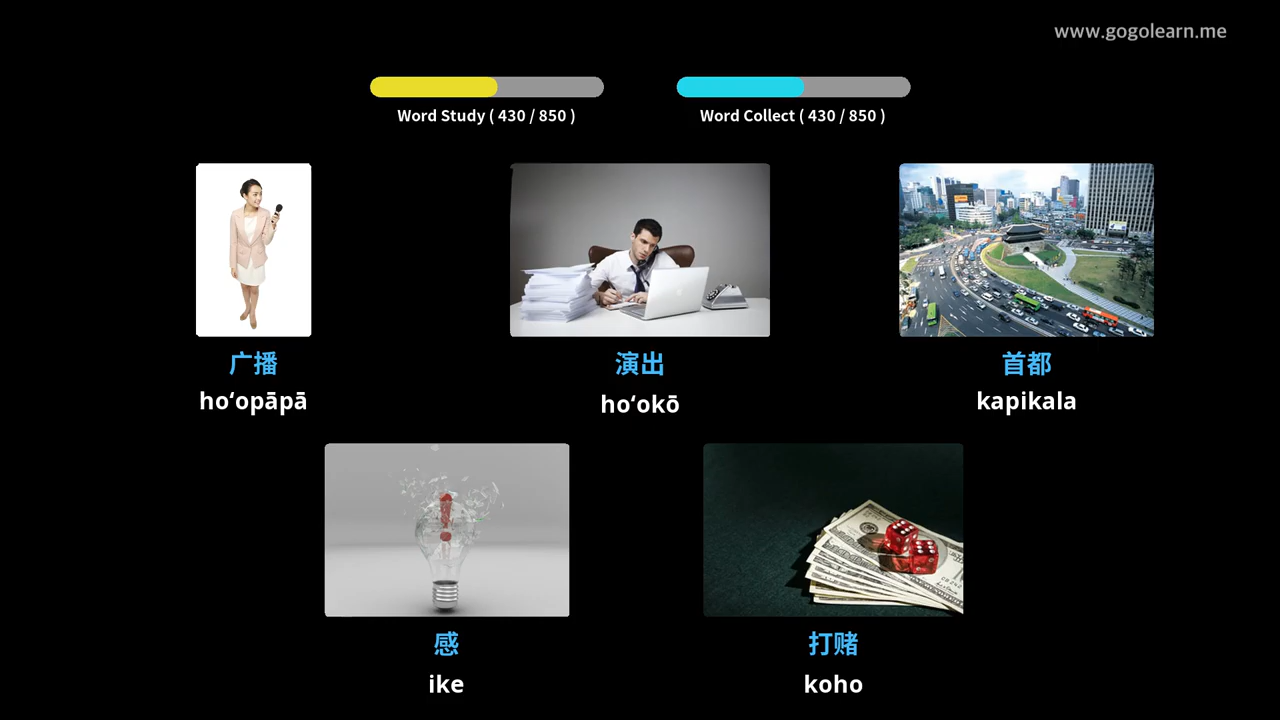 www.gogolearn.me
Word Study ( 430 / 850 )
Word Collect ( 430 / 850 )
广播
hoʻopāpā
演出
hoʻokō
首都
kapikala
感
ike
打赌
koho